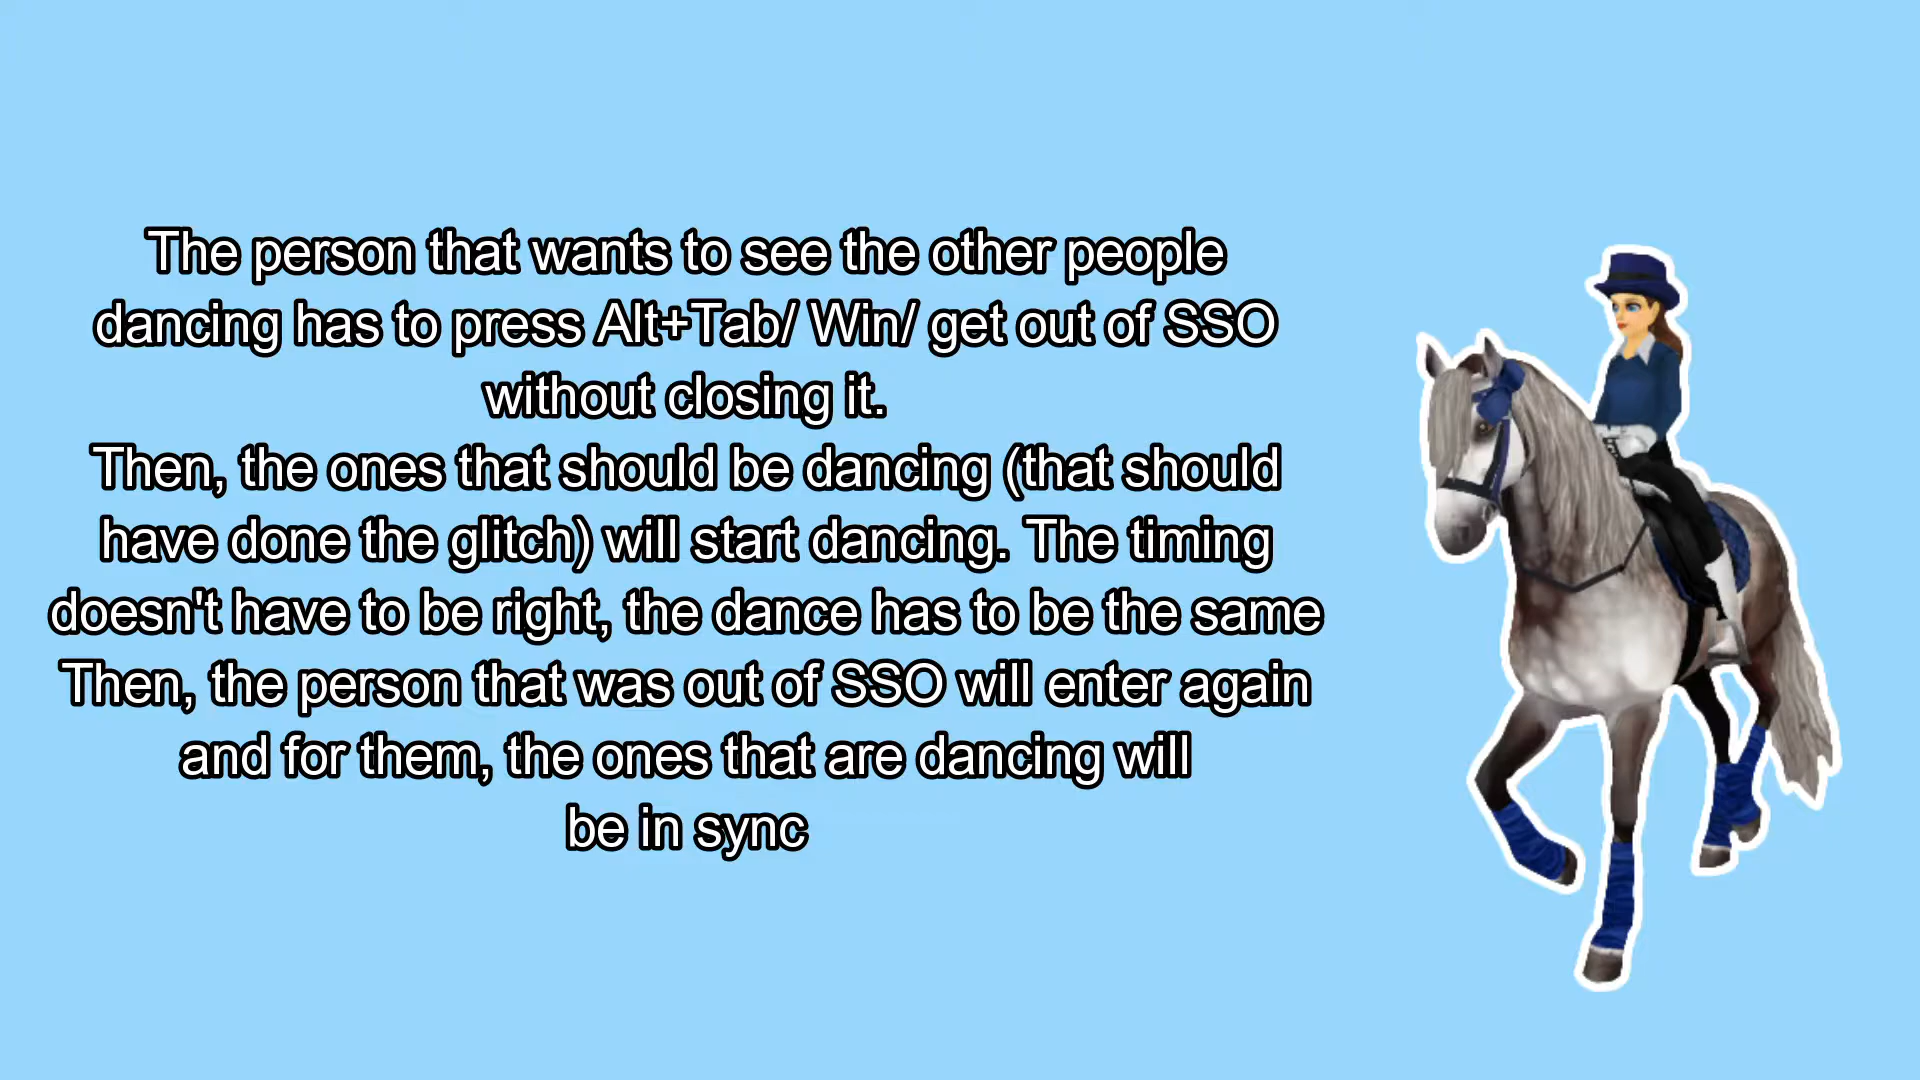 The person that wants to see the other people
dancing has to press Alt+Tab/ Win/ get out of SSO
without closing it.
Then, the ones that should be dancing (that should
have done the glitch) will start dancing. The timing
doesn't have to be right, the dance has to be the same
Then, the person that was out of SSO will enter again
and for them, the ones that are dancing will
be in sync